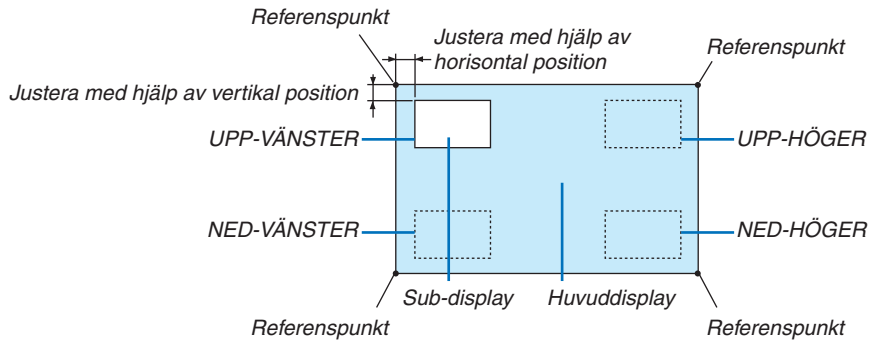 Referenspunkt
Justera med hjälp av
horisontal position
Referenspunkt
Justera med hjälp av vertikal position
UPP-VÄNSTER
UPP-HÖGER
NED-VÄNSTER
NED-HÖGER
Sub-display
Huvuddisplay
Referenspunkt
Referenspunkt